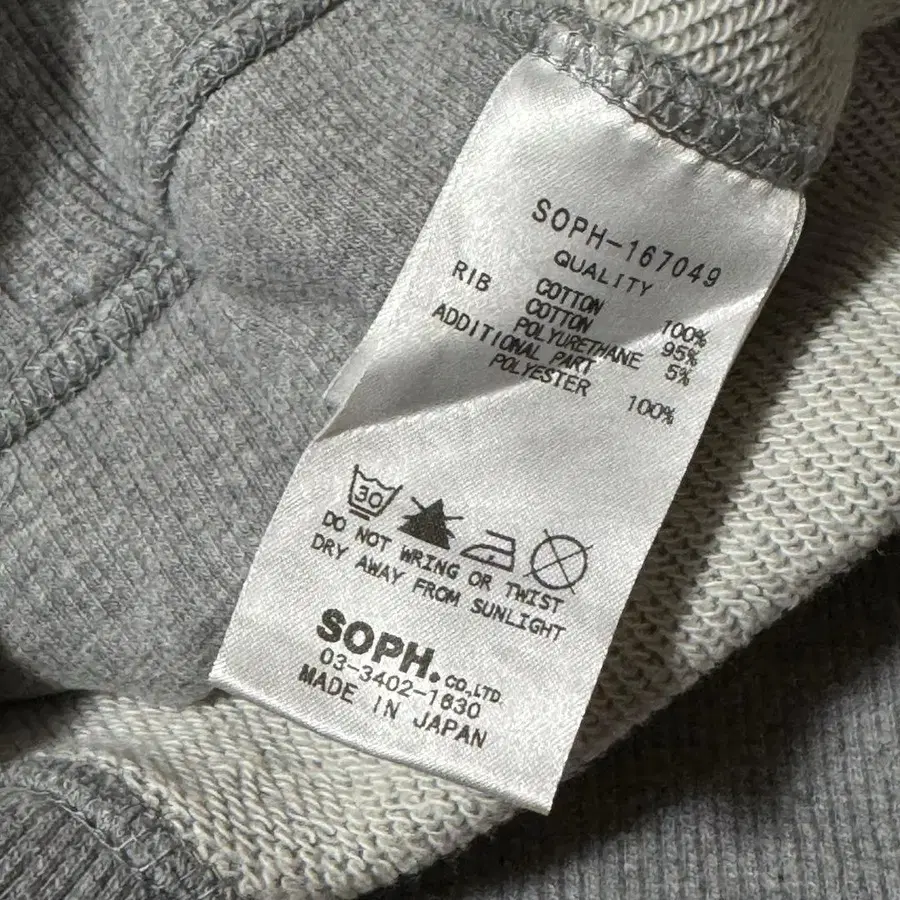 SOPH-167049
QUALITY
COTTON 100%
RIB COTTON 95%
POLYURETHANE 5%
ADDITIONAL PART
POLYESTER 100%
30
DO NOT WRING OR TWIST
DRY AWAY FROM SUNLIGHT
SOPH.CO.,LTD
03-3402-1630
MADE IN JAPAN